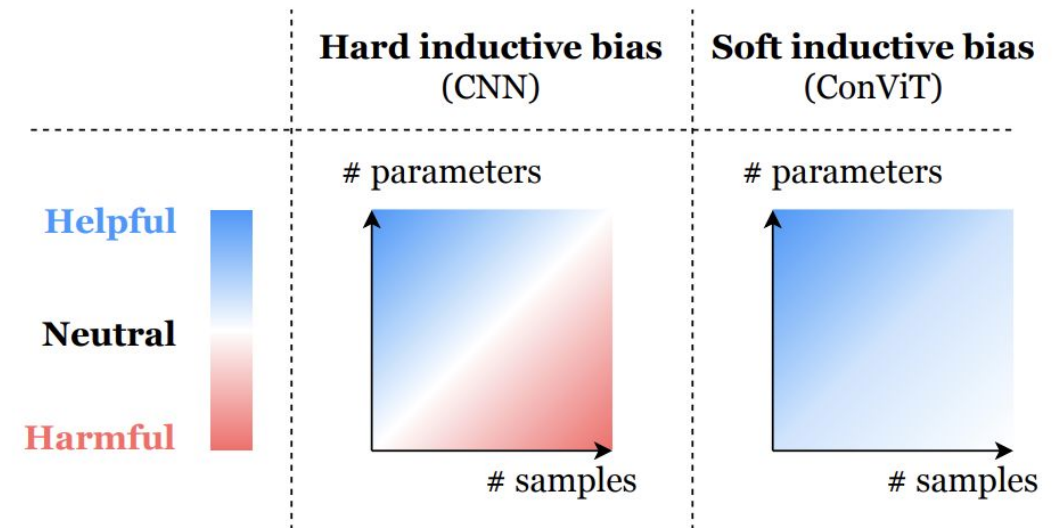 Hard inductive bias
(CNN)
Soft inductive bias
(ConViT)
Helpful
Neutral
Harmful
# parameters
# samples
# parameters
# samples